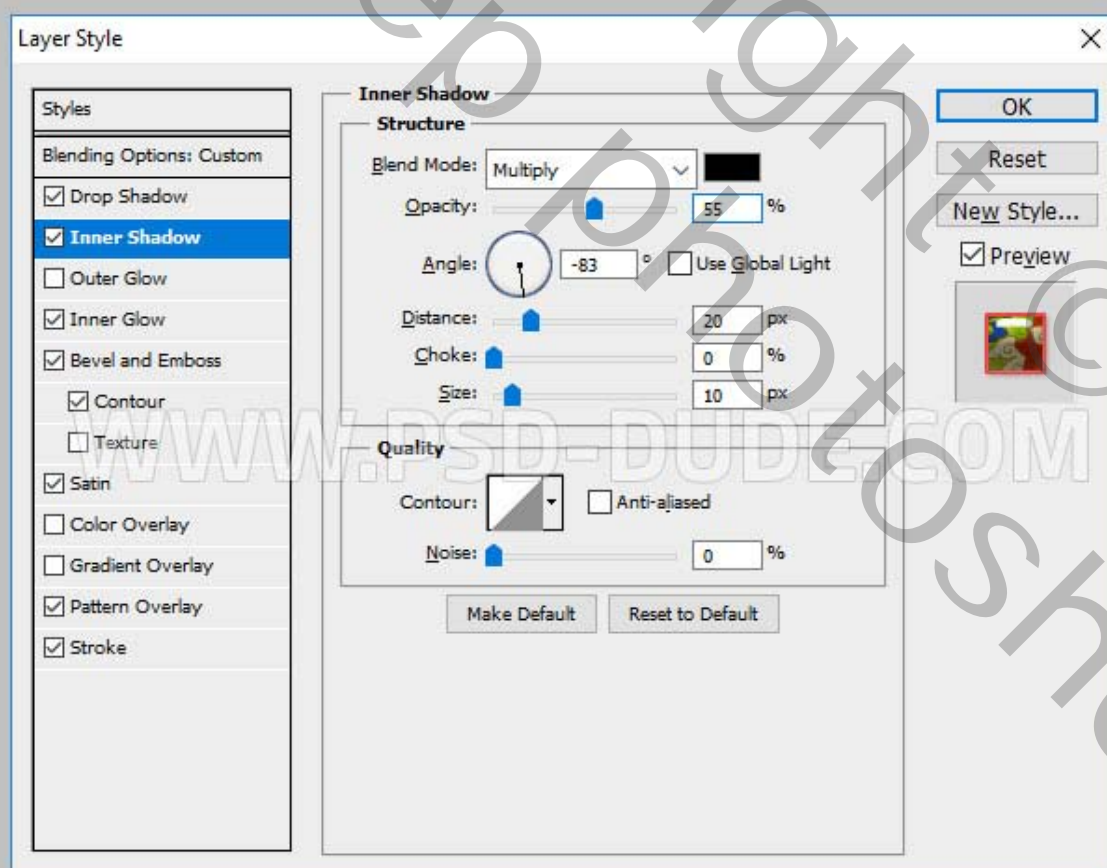 Layer Style
Styles
Blending Options: Custom
Drop Shadow
Inner Shadow
Outer Glow
Inner Glow
Bevel and Emboss
Contour
Texture
Satin
Color Overlay
Gradient Overlay
Pattern Overlay
Stroke
Inner Shadow
Structure
Blend Mode: Multiply
Opacity: 55 %
Angle: -83 ° Use Global Light
Distance: 20 px
Choke: 0 %
Size: 10 px
Quality
Contour: Anti-aliased
Noise: 0 %
Make Default Reset to Default
OK
Reset
New Style...
Preview
WWW.PSD-DUDE.COM